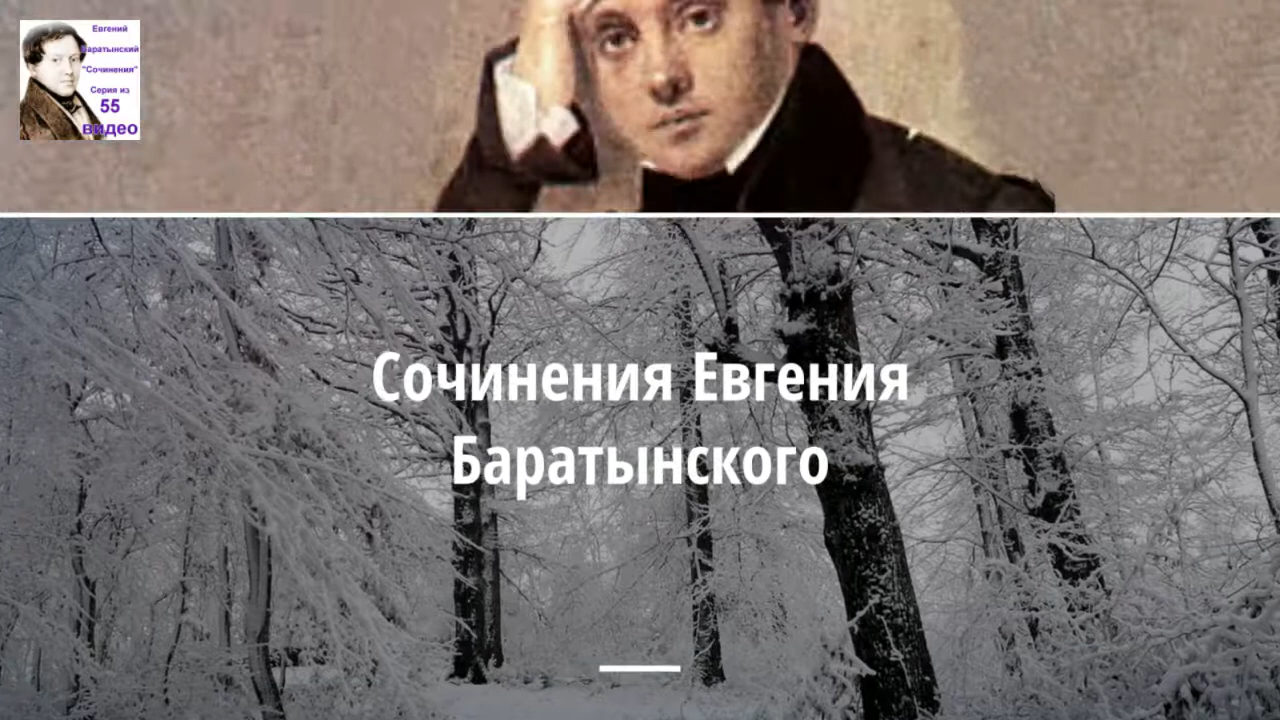 Евгений
Баратынский
"Сочинения"
Серия из
55
видео
Сочинения Евгения
Баратынского